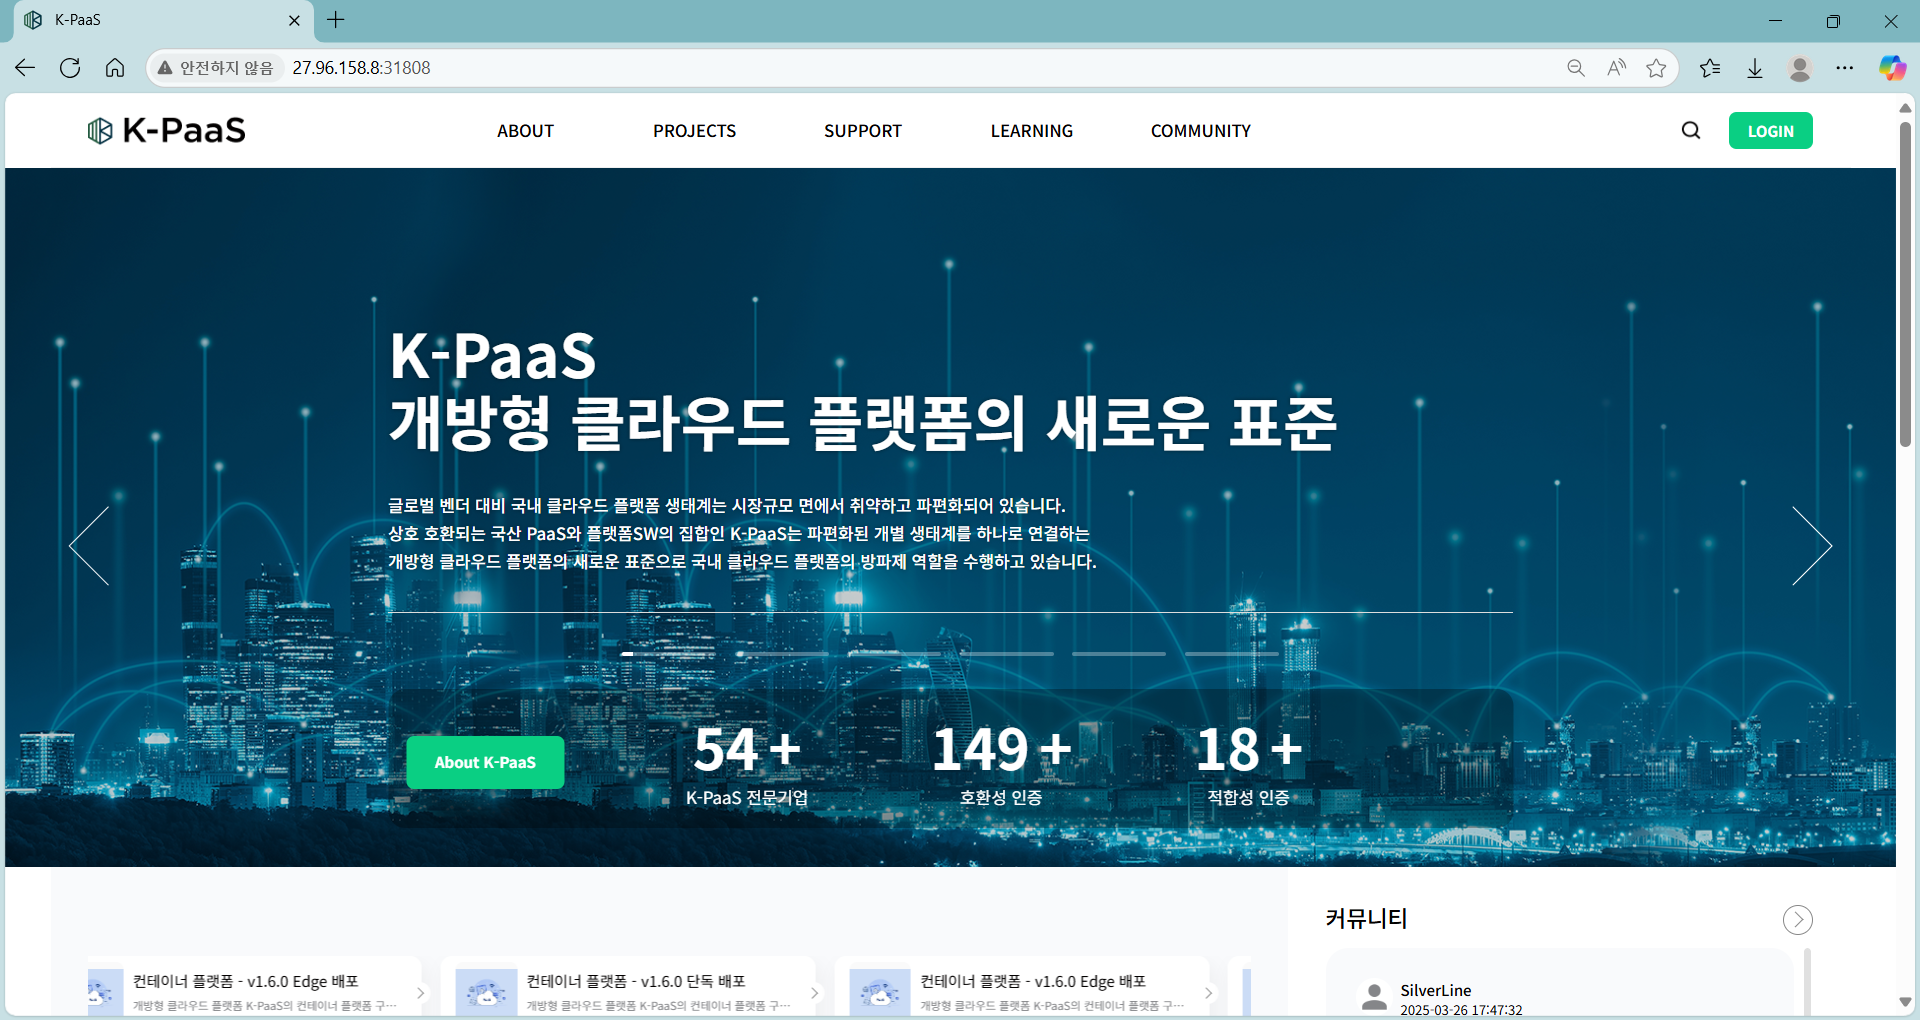 K-PaaS
안전하지 않음 27.96.158.8:31808
K-PaaS
ABOUT
PROJECTS
SUPPORT
LEARNING
COMMUNITY
LOGIN
K-PaaS
개방형 클라우드 플랫폼의 새로운 표준
글로벌 벤더 대비 국내 클라우드 플랫폼 생태계는 시장규모 면에서 취약하고 파편화되어 있습니다.
상호 호환되는 국산 PaaS와 플랫폼SW의 집합인 K-PaaS는 파편화된 개별 생태계를 하나로 연결하는
개방형 클라우드 플랫폼의 새로운 표준으로 국내 클라우드 플랫폼의 방파제 역할을 수행하고 있습니다.
About K-PaaS
54 +
K-PaaS 전문기업
149 +
호환성 인증
18 +
적합성 인증
컨테이너 플랫폼 - v1.6.0 Edge 배포
개방형 클라우드 플랫폼 K-PaaS의 컨테이너 플랫폼 구···
컨테이너 플랫폼 - v1.6.0 단독 배포
개방형 클라우드 플랫폼 K-PaaS의 컨테이너 플랫폼 구···
컨테이너 플랫폼 - v1.6.0 Edge 배포
개방형 클라우드 플랫폼 K-PaaS의 컨테이너 플랫폼 구···
커뮤니티
SilverLine
2025-03-26 17:47:32